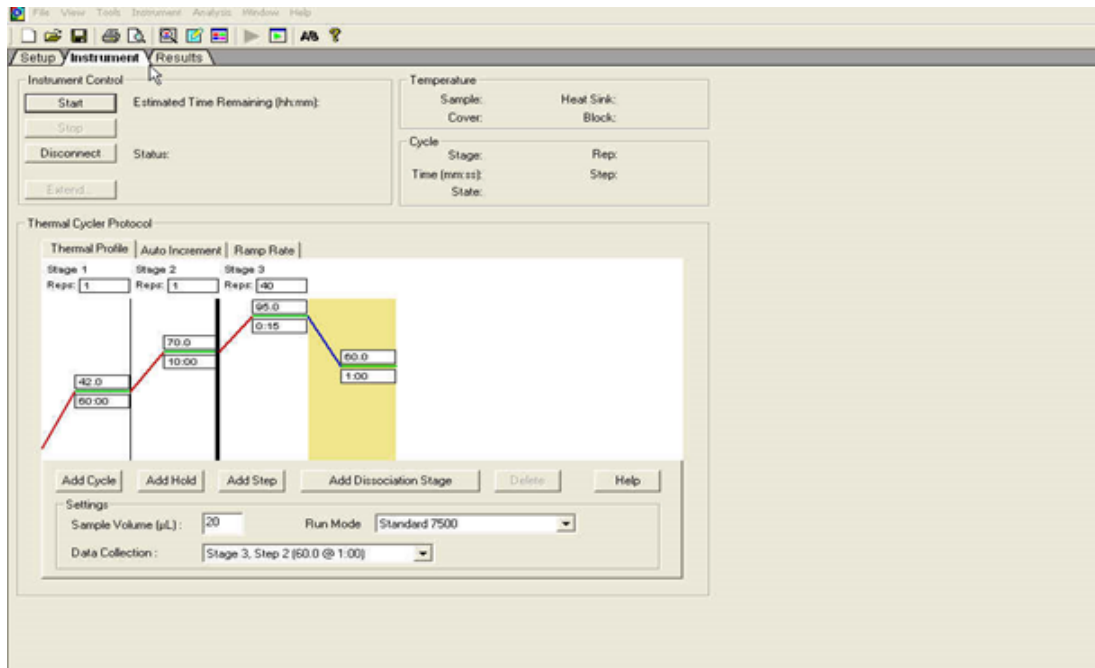 File View Tools Instrument Analysis Window Help
Setup Instrument Results
Instrument Control
Start Estimated Time Remaining (hh:mm):
Stop
Disconnect Status:
Extend...
Temperature
Sample: Heat Sink:
Cover: Block:
Cycle
Stage: Rep:
Time (mm:ss): Step:
State:
Thermal Cycler Protocol
Thermal Profile Auto Increment Ramp Rate
Stage 1 Stage 2 Stage 3
Reps: 1 Reps: 1 Reps: 40
95.0
0:15
70.0
10:00
60.0
1:00
42.0
60:00
Add Cycle Add Hold Add Step Add Dissociation Stage Delete Help
Settings
Sample Volume (µL): 20 Run Mode Standard 7500
Data Collection : Stage 3, Step 2 (60.0 @ 1:00)